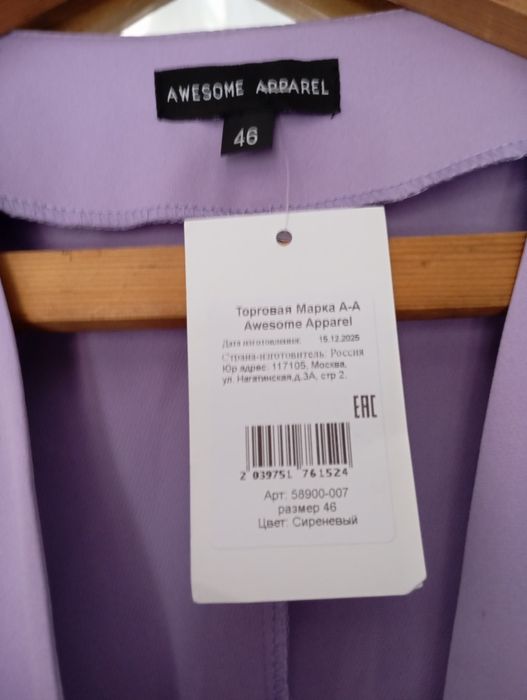 AWESOME APPAREL
46
Торговая Марка А-А
Awesome Apparel
Дата изготовления: 15.12.2025
Страна-изготовитель: Россия
Юр адрес: 117105, Москва,
ул. Нагатинская,д.3А, стр 2.
EAC
2 039751 761524
Арт: 58900-007
размер 46
Цвет: Сиреневый